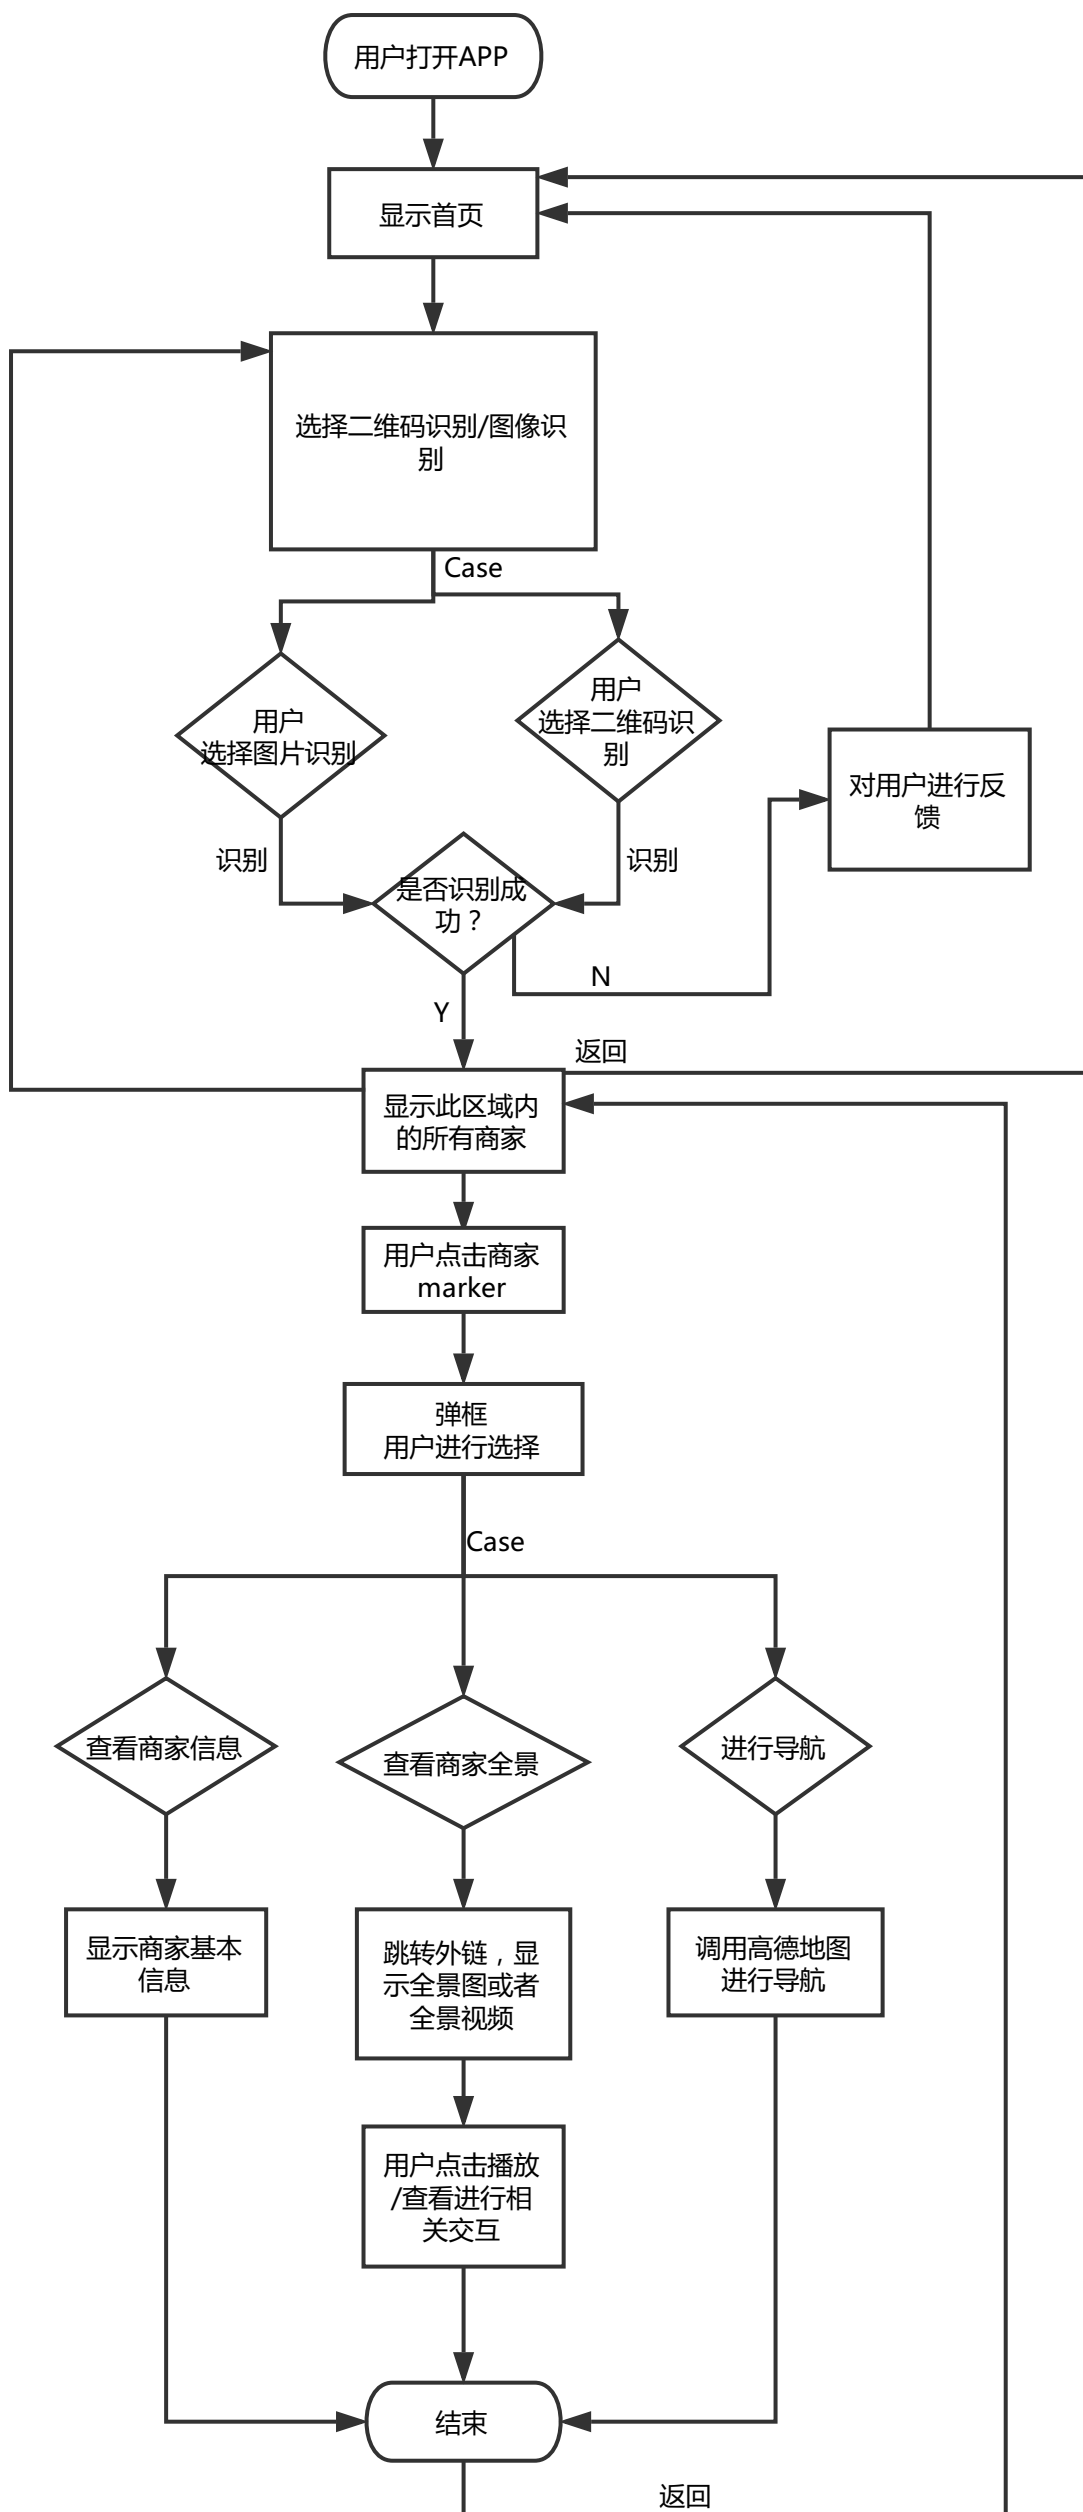 用户打开APP
显示首页
选择二维码识别/图像识
别
Case
用户
选择图片识别
用户
选择二维码识
别
对用户进行反
馈
识别
识别
是否识别成
功？
N
Y
返回
显示此区域内
的所有商家
用户点击商家
marker
弹框
用户进行选择
Case
查看商家信息
查看商家全景
进行导航
显示商家基本
信息
跳转外链，显
示全景图或者
全景视频
调用高德地图
进行导航
用户点击播放
/查看进行相
关交互
结束
返回